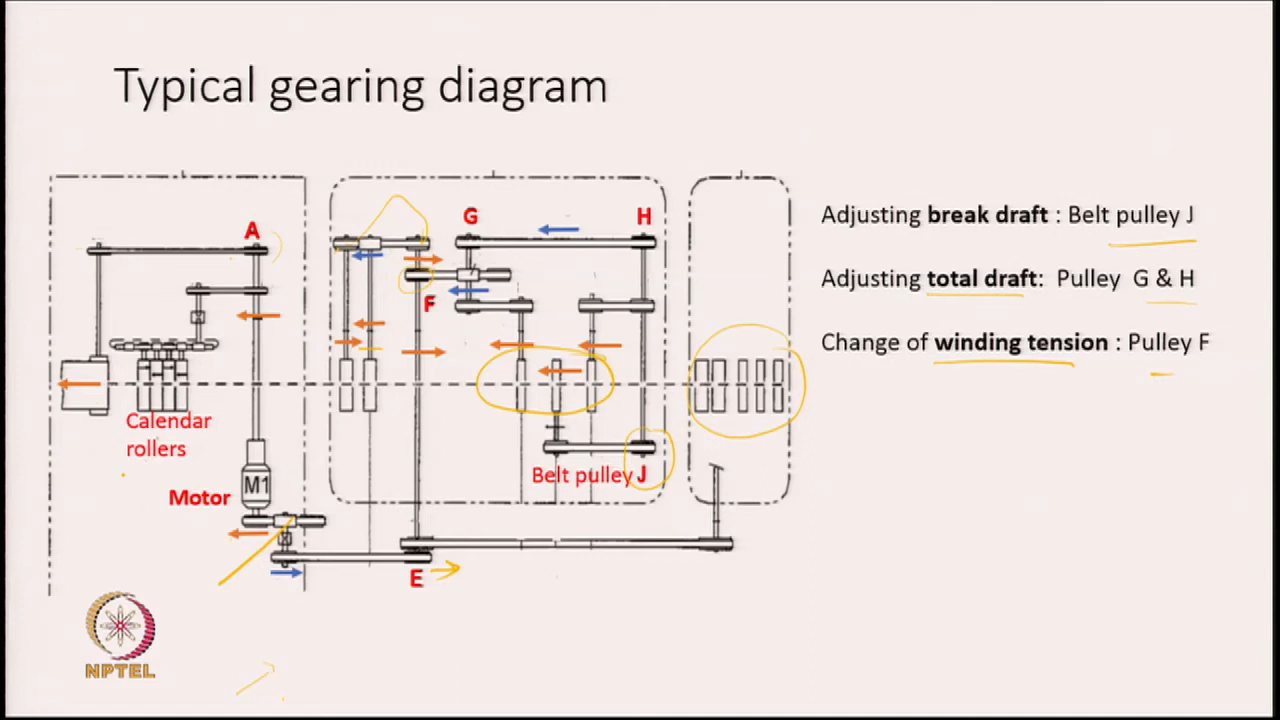 Typical gearing diagram
A
G
H
F
Adjusting break draft : Belt pulley J
Adjusting total draft: Pulley G & H
Change of winding tension : Pulley F
Calendar
rollers
Belt pulley J
M1
Motor
E
NPTEL